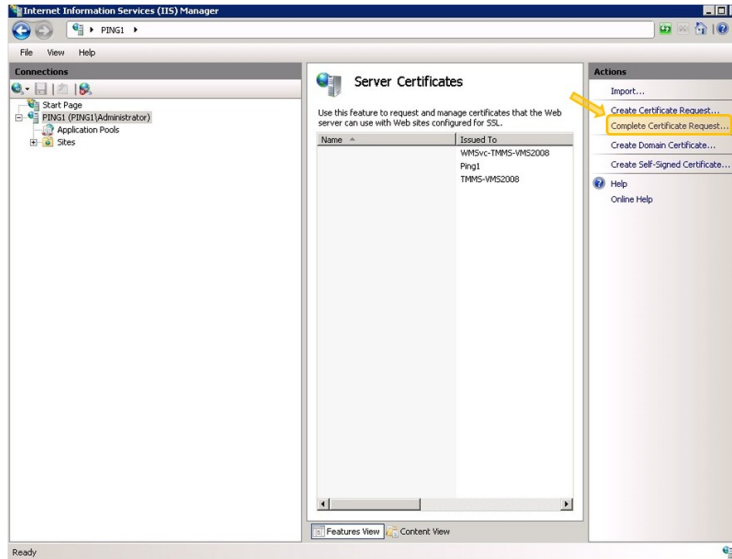 Internet Information Services (IIS) Manager
PING1
File View Help
Connections
Start Page
PING1 (PING1\Administrator)
Application Pools
Sites
Server Certificates
Use this feature to request and manage certificates that the Web
server can use with Web sites configured for SSL.
Name Issued To
WMSvc-TMMS-VMS2008
Ping1
TMMS-VMS2008
Features View Content View
Actions
Import...
Create Certificate Request...
Complete Certificate Request...
Create Domain Certificate...
Create Self-Signed Certificate...
Help
Online Help
Ready